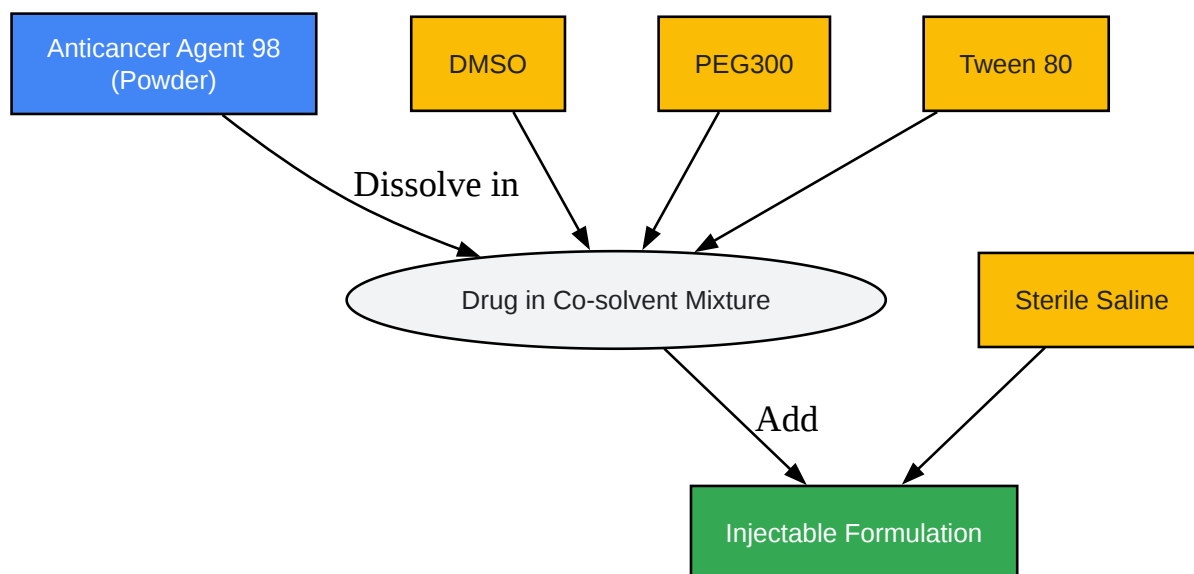 Anticancer Agent 98
(Powder)
DMSO
PEG300
Tween 80
Dissolve in
Drug in Co-solvent Mixture
Sterile Saline
Add
Injectable Formulation